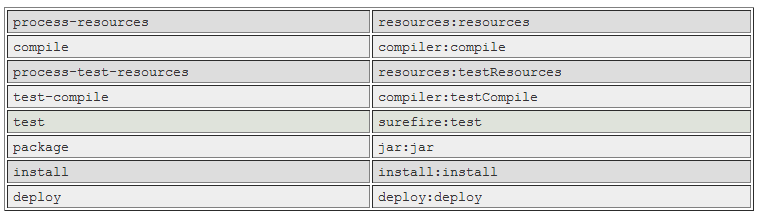 process-resources resources:resources
compile compiler:compile
process-test-resources resources:testResources
test-compile compiler:testCompile
test surefire:test
package jar:jar
install install:install
deploy deploy:deploy